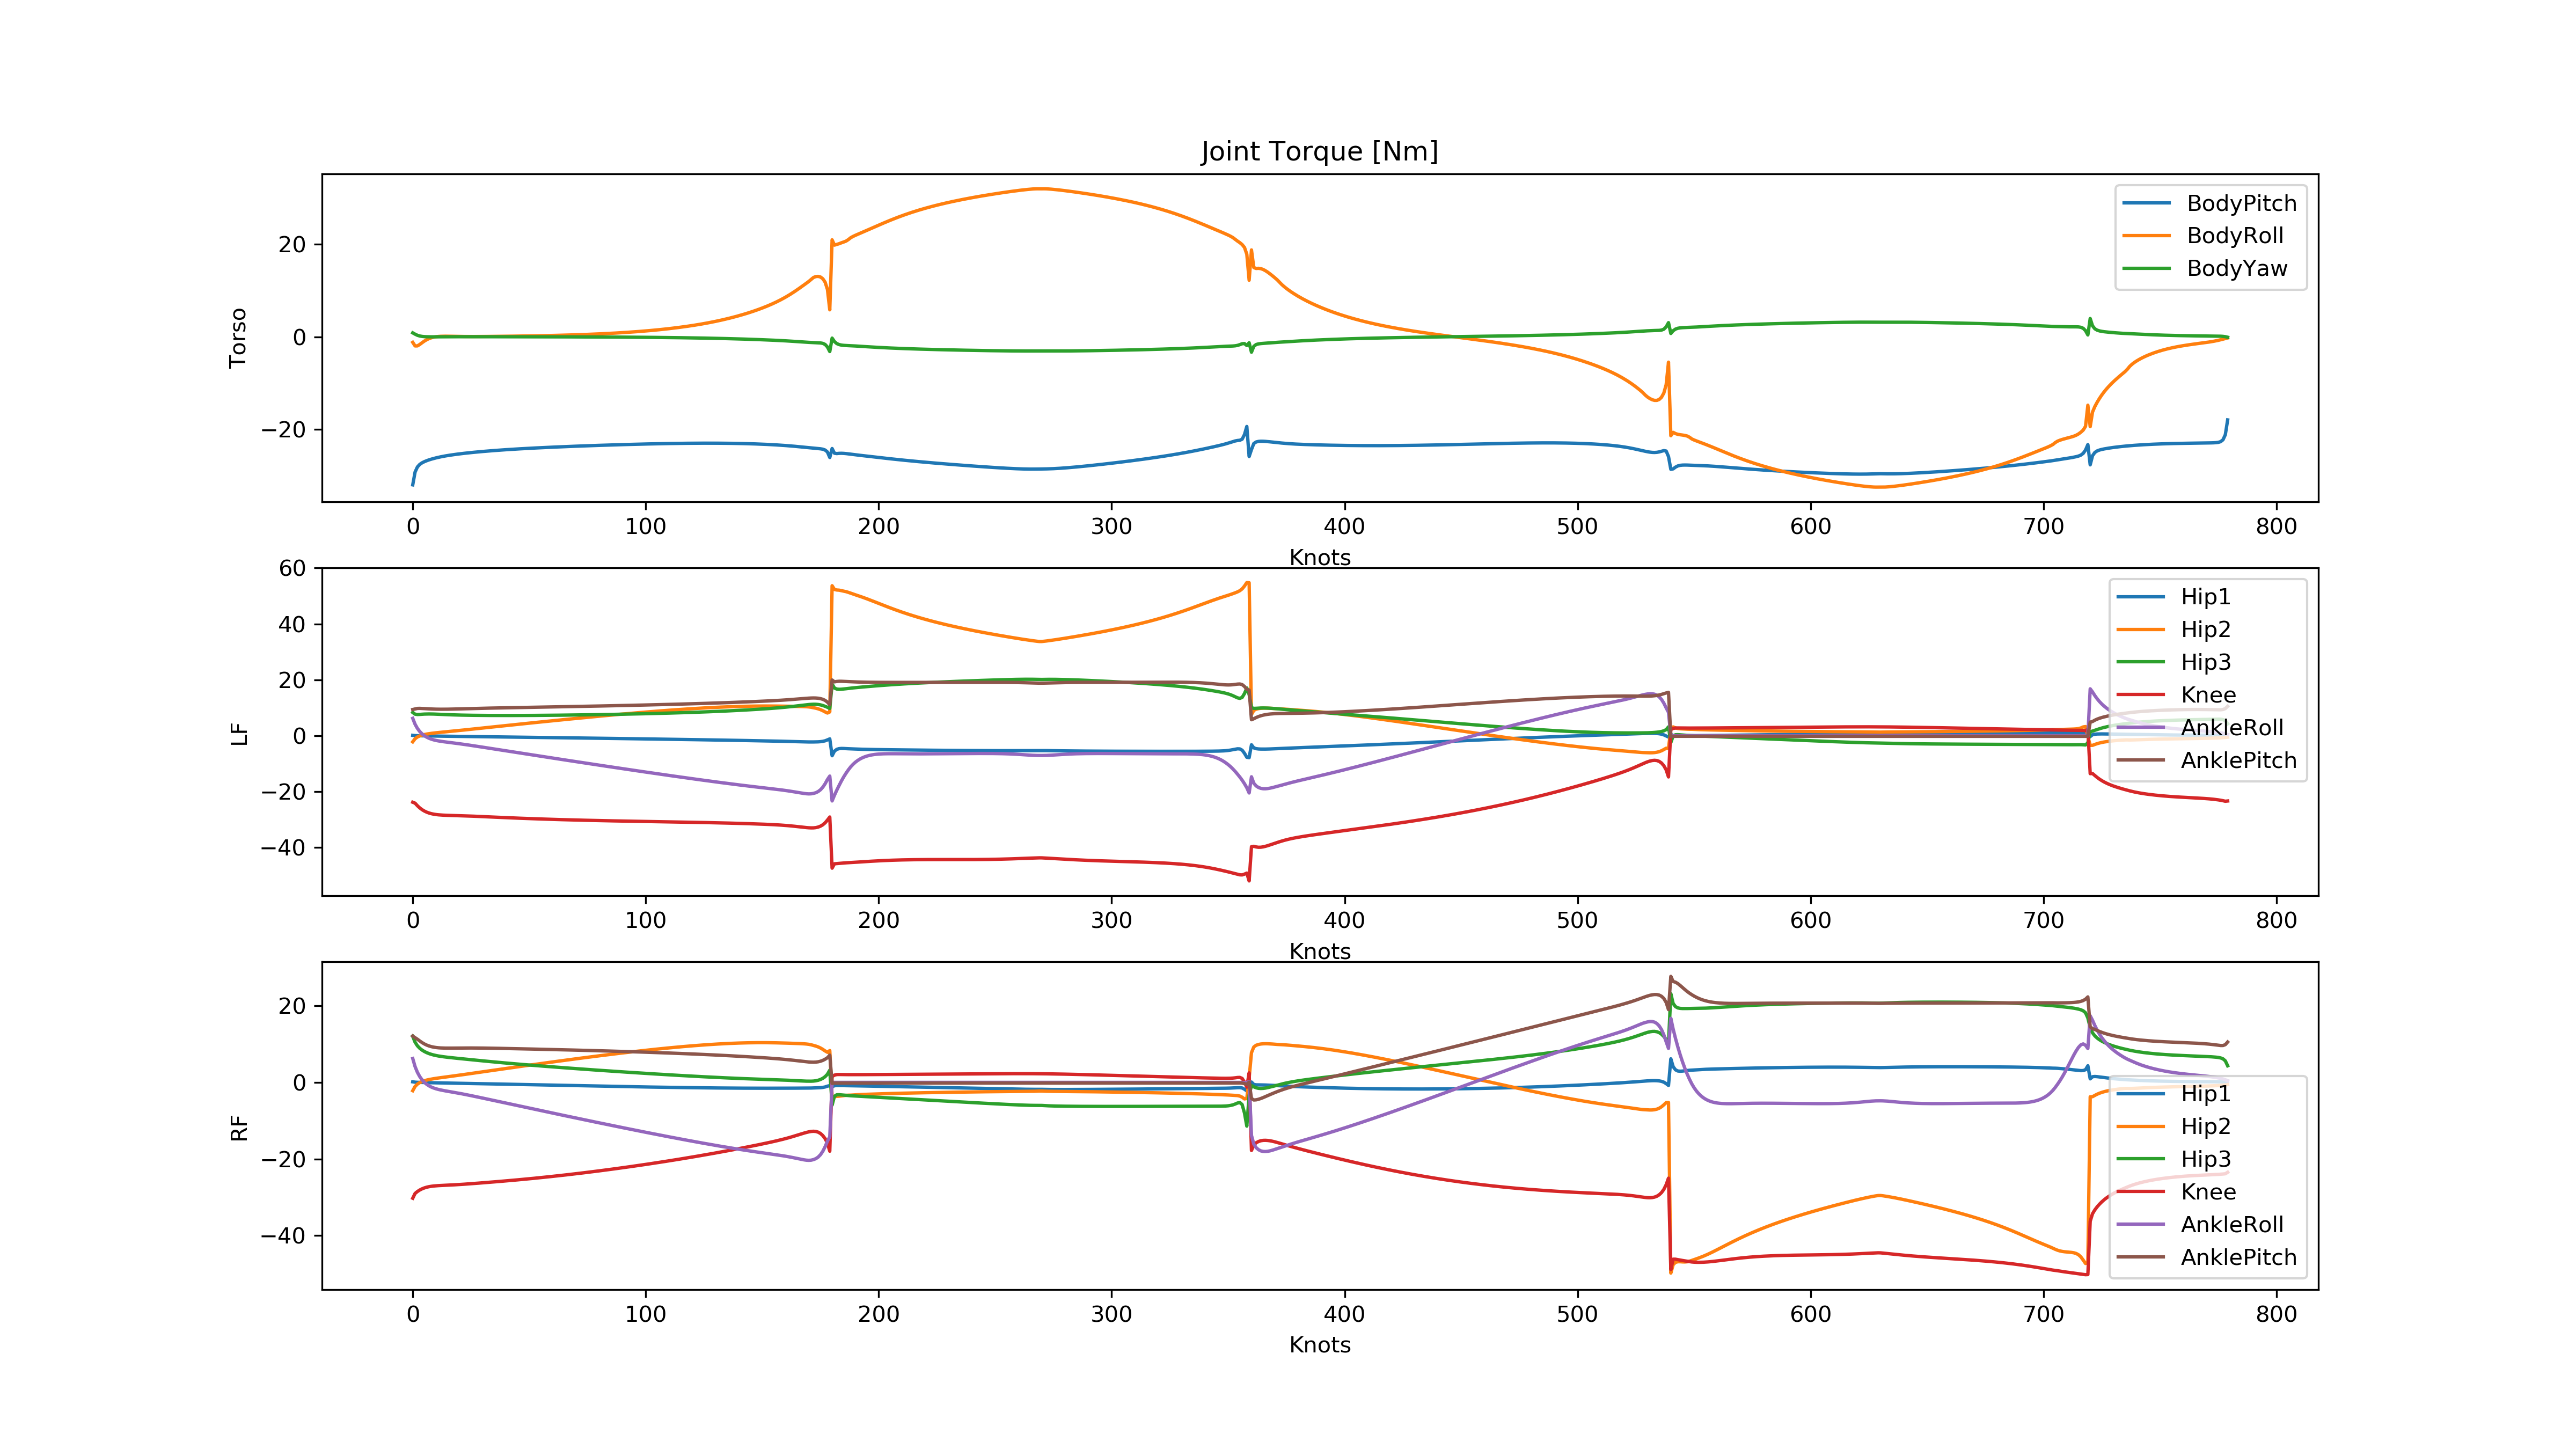 Joint Torque [Nm]
Torso
20
0
−20
BodyPitch
BodyRoll
BodyYaw
0 100 200 300 400 500 600 700 800
Knots
LF
60
40
20
0
−20
−40
Hip1
Hip2
Hip3
Knee
AnkleRoll
AnklePitch
0 100 200 300 400 500 600 700 800
Knots
RF
20
0
−20
−40
Hip1
Hip2
Hip3
Knee
AnkleRoll
AnklePitch
0 100 200 300 400 500 600 700 800
Knots